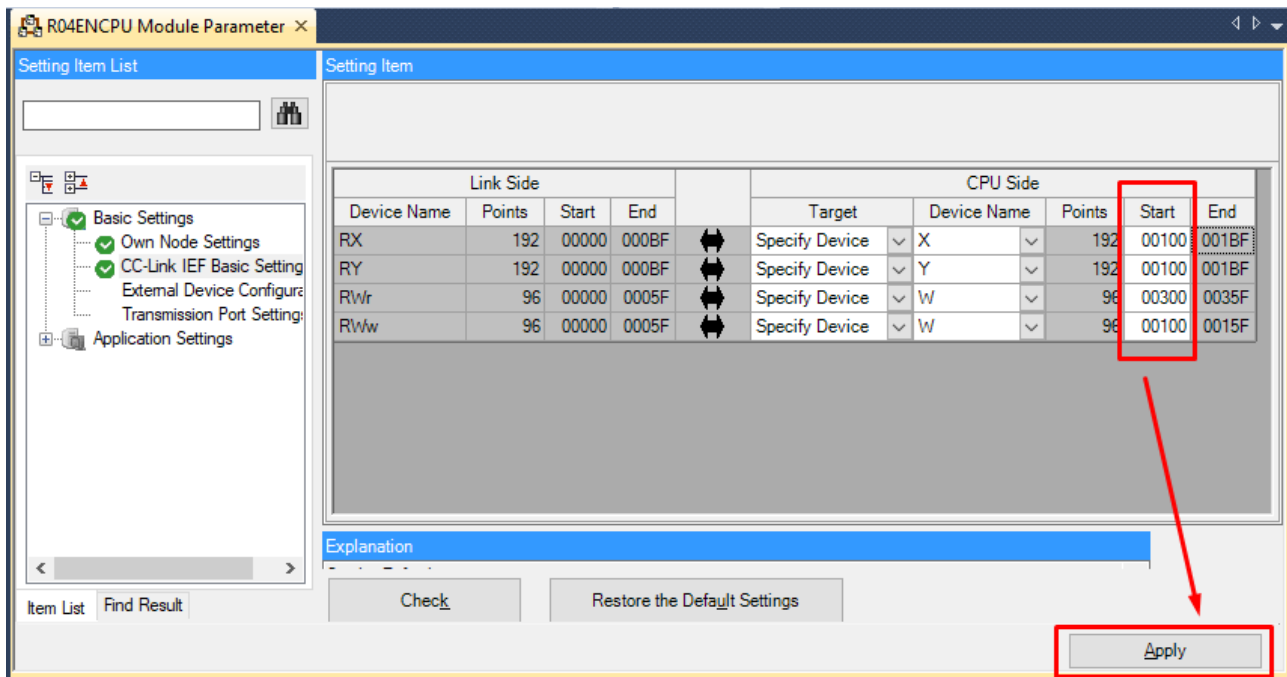 R04ENCPU Module Parameter ×
Setting Item List
Setting Item
Basic Settings
Own Node Settings
CC-Link IEF Basic Setting
External Device Configura
Transmission Port Setting
Application Settings
Link Side CPU Side
Device Name Points Start End Target Device Name Points Start End
RX 192 00000 000BF Specify Device X 192 00100 001BF
RY 192 00000 000BF Specify Device Y 192 00100 001BF
RWr 96 00000 0005F Specify Device W 96 00300 0035F
RWw 96 00000 0005F Specify Device W 96 00100 0015F
Explanation
Item List Find Result
Check Restore the Default Settings
Apply